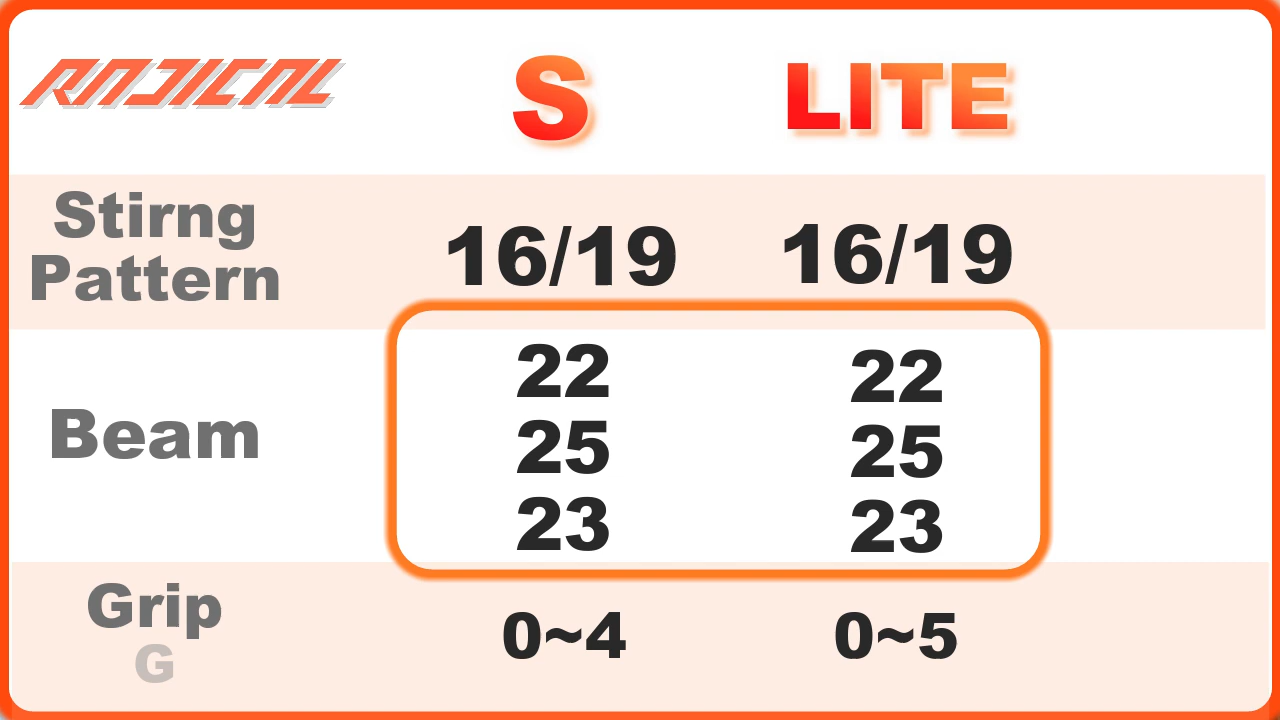 RADICAL S LITE
Stirng
Pattern 16/19 16/19
Beam
22 22
25 25
23 23
Grip
G
0~4 0~5